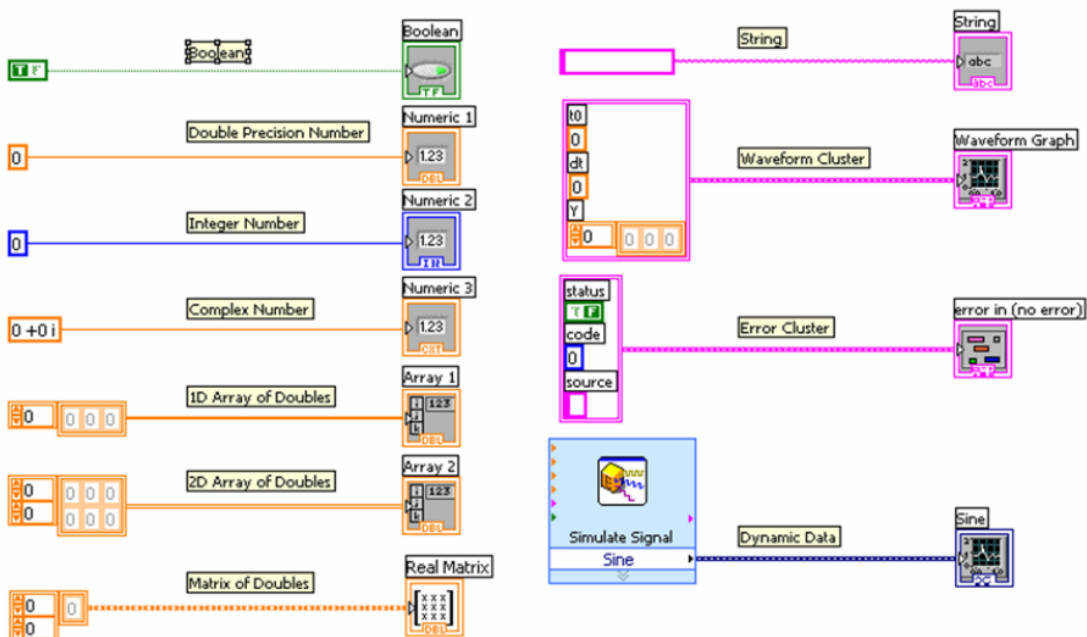 Boolean
Boolean
T F
TF
Double Precision Number
Numeric 1
0
1.23
DBL
Integer Number
Numeric 2
0
1.23
Complex Number
Numeric 3
0 +0 i
1.23
1D Array of Doubles
Array 1
0
0 0 0
i
j
k
123
DBL
2D Array of Doubles
Array 2
0
0
0 0 0
0 0 0
i
j
k
123
DBL
Matrix of Doubles
Real Matrix
0
0
0
x x x
x x x
x x x
DBL
String
String
abc
abc
t0
0
dt
0
Y
0
0 0 0
Waveform Cluster
Waveform Graph
status
T F
code
0
source
Error Cluster
error in (no error)
Simulate Signal
Sine
Dynamic Data
Sine